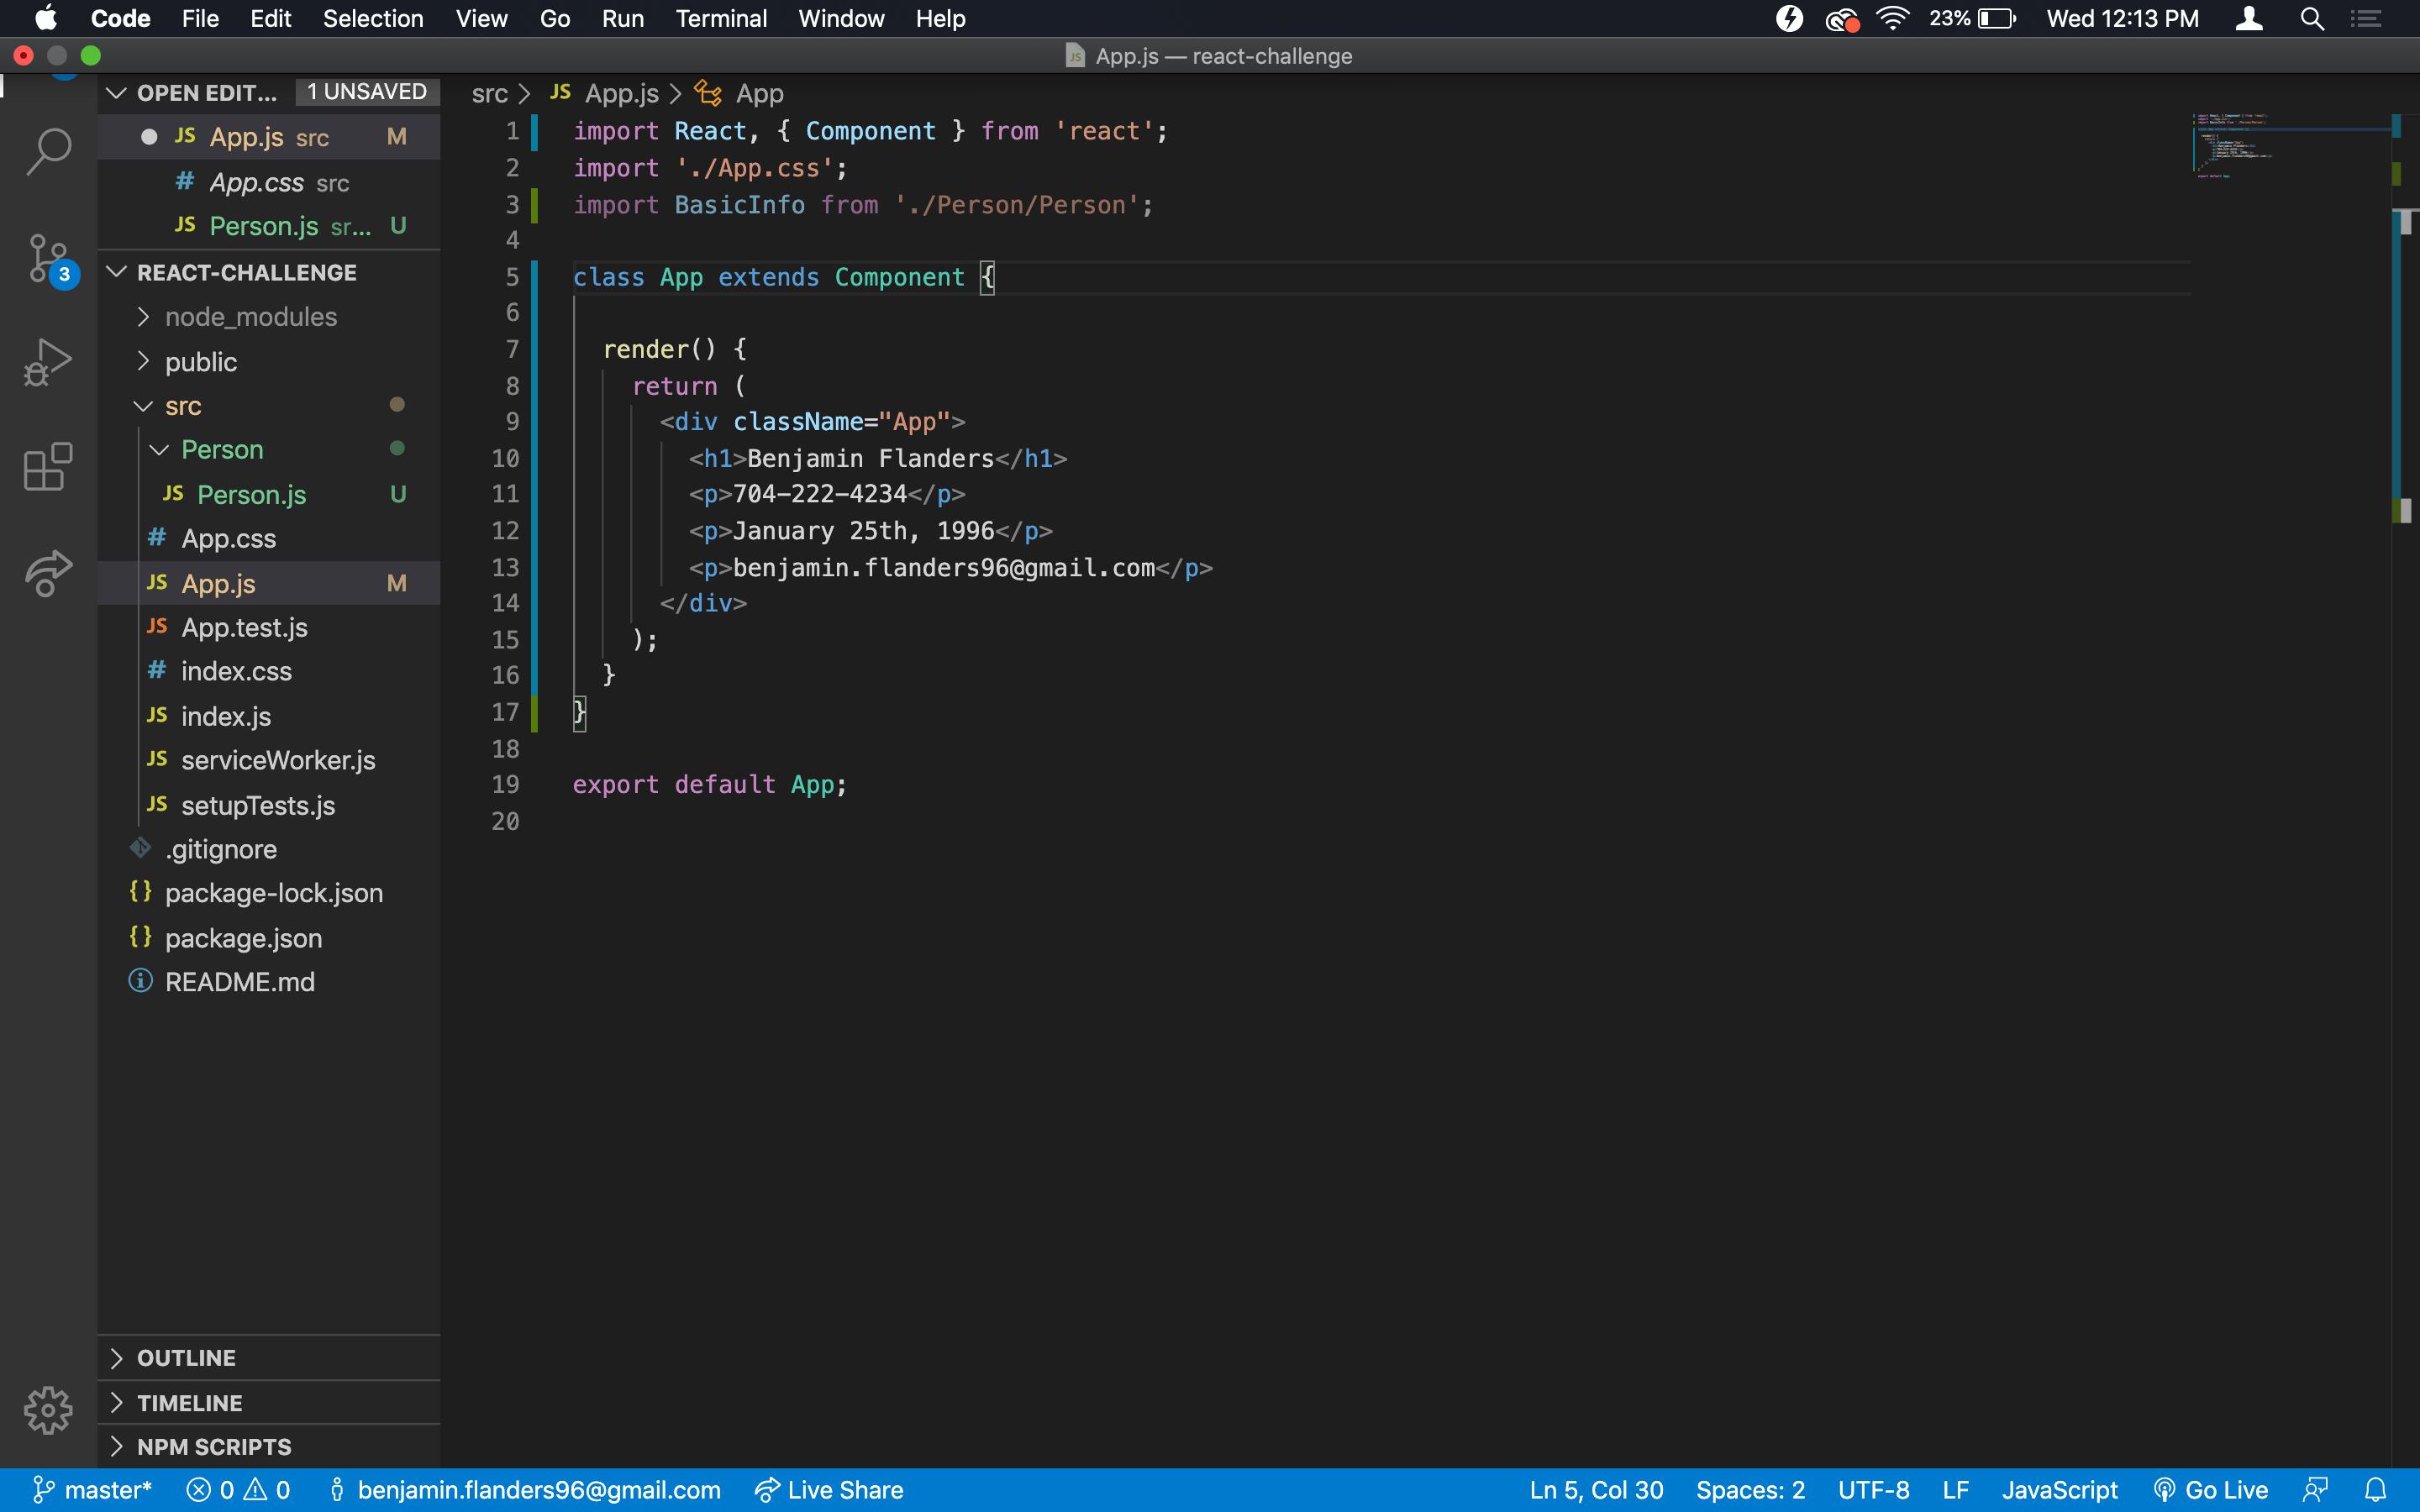 Code File Edit Selection View Go Run Terminal Window Help 23% Wed 12:13 PM
App.js — react-challenge
OPEN EDIT... 1 UNSAVED
JS App.js src M
# App.css src
JS Person.js sr... U
3
REACT-CHALLENGE
node_modules
public
src
Person
JS Person.js U
# App.css
JS App.js M
JS App.test.js
# index.css
JS index.js
JS serviceWorker.js
JS setupTests.js
.gitignore
{} package-lock.json
{} package.json
README.md
OUTLINE
TIMELINE
NPM SCRIPTS
src > JS App.js > App
1 import React, { Component } from 'react';
2 import './App.css';
3 import BasicInfo from './Person/Person';
4
5 class App extends Component {
6
7 render() {
8 return (
9 <div className="App">
10 <h1>Benjamin Flanders</h1>
11 <p>704-222-4234</p>
12 <p>January 25th, 1996</p>
13 <p>benjamin.flanders96@gmail.com</p>
14 </div>
15 );
16 }
17 }
18
19 export default App;
20
master* 0 0 benjamin.flanders96@gmail.com Live Share Ln 5, Col 30 Spaces: 2 UTF-8 LF JavaScript Go Live